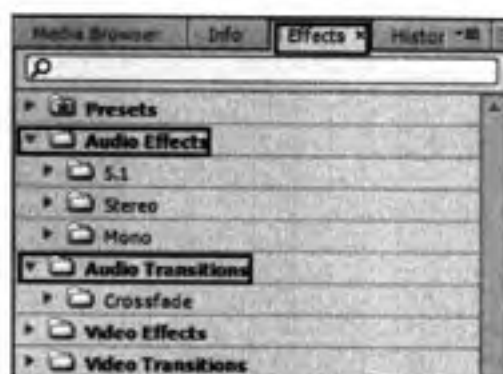 Media Browser Info Effects × Histor
Presets
Audio Effects
5.1
Stereo
Mono
Audio Transitions
Crossfade
Video Effects
Video Transitions